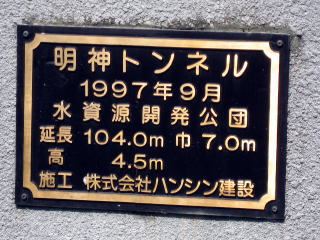 明神トンネル
1997年9月
水資源開発公団
延長 104.0m 巾 7.0m
高 4.5m
施工 株式会社ハンシン建設